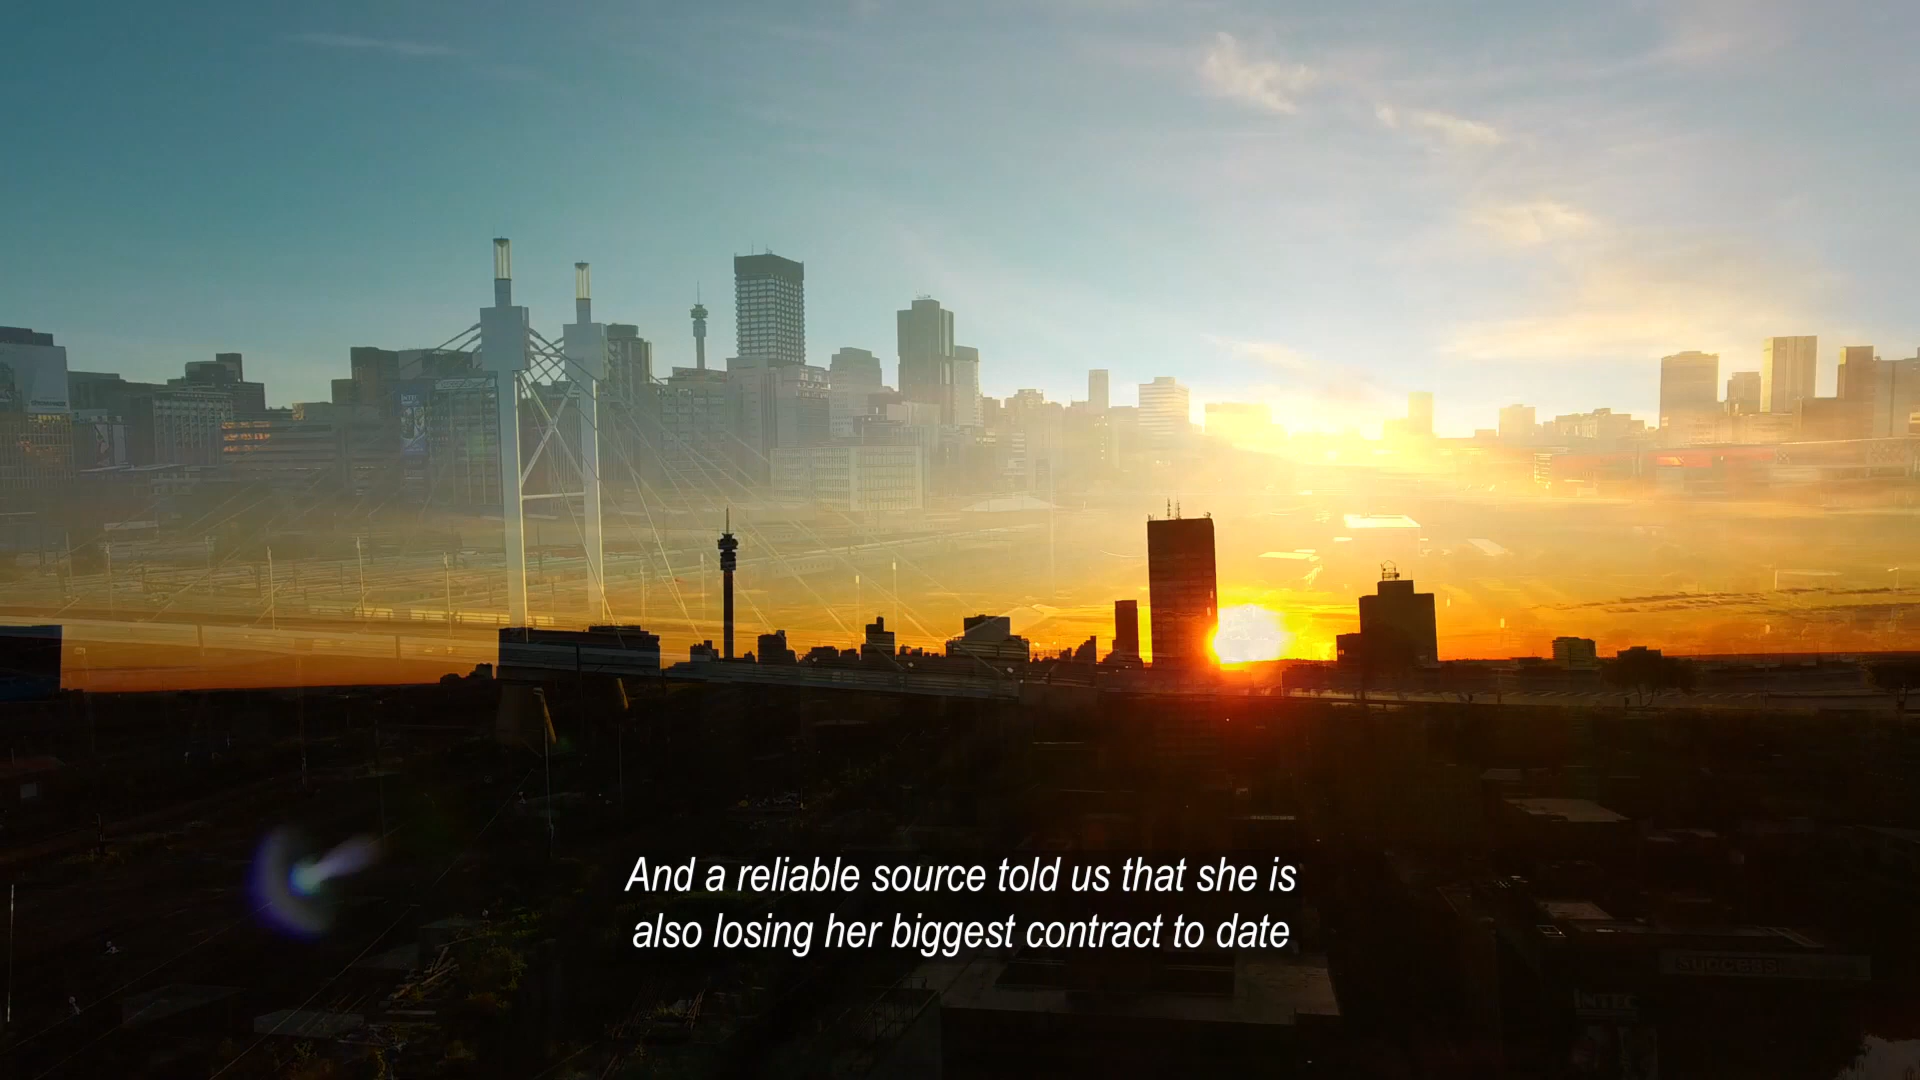 And a reliable source told us that she is
also losing her biggest contract to date